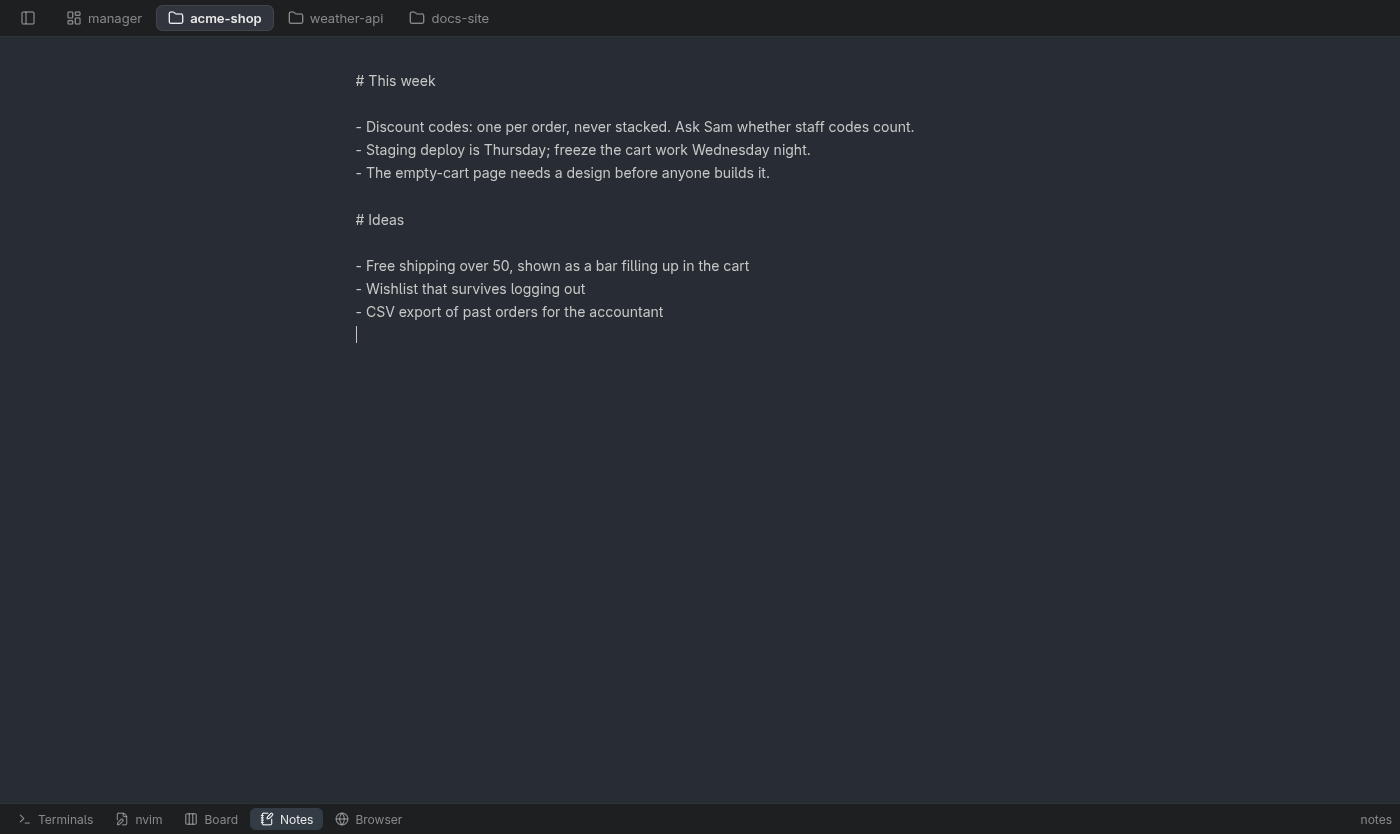 manager acme-shop weather-api docs-site
# This week
- Discount codes: one per order, never stacked. Ask Sam whether staff codes count.
- Staging deploy is Thursday; freeze the cart work Wednesday night.
- The empty-cart page needs a design before anyone builds it.
# Ideas
- Free shipping over 50, shown as a bar filling up in the cart
- Wishlist that survives logging out
- CSV export of past orders for the accountant
Terminals nvim Board Notes Browser notes